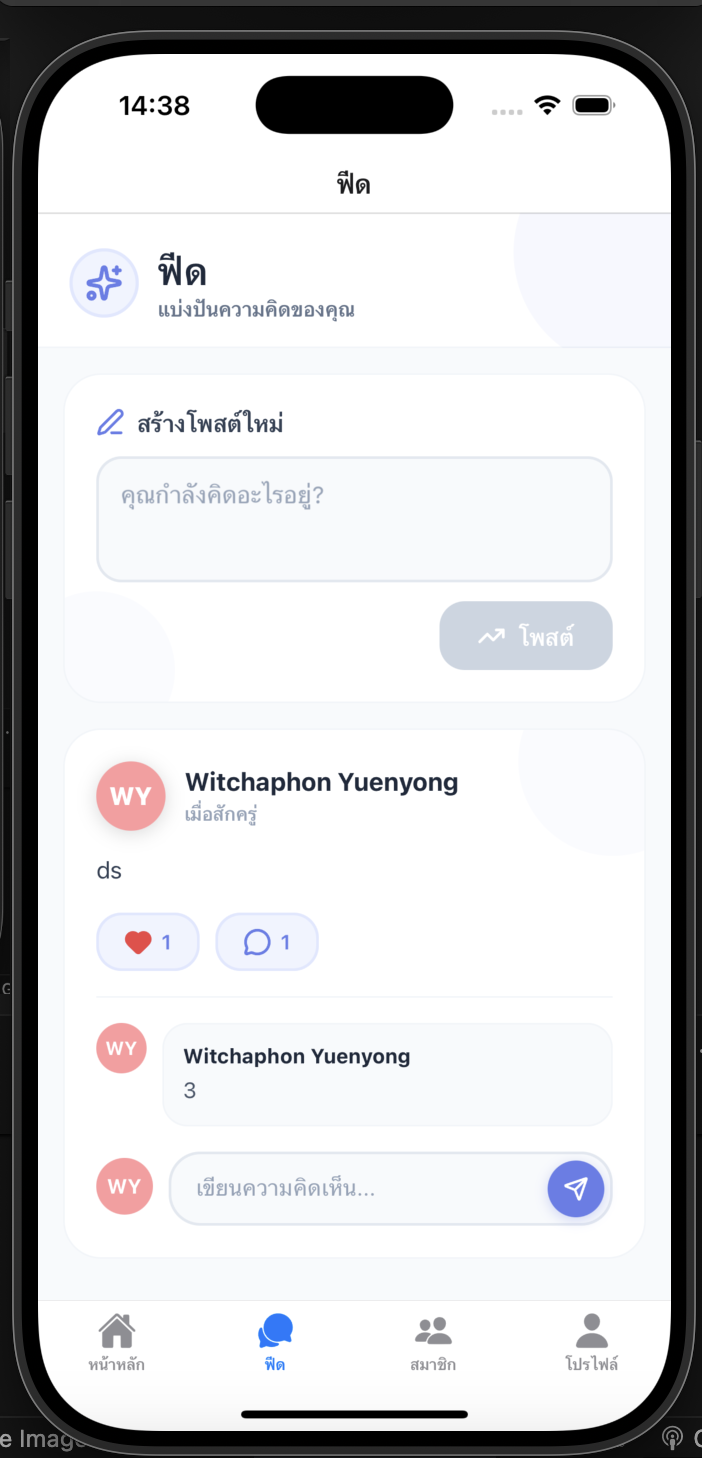 14:38
ฟีด
ฟีด
แบ่งปันความคิดของคุณ
สร้างโพสต์ใหม่
คุณกำลังคิดอะไรอยู่?
โพสต์
WY
Witchaphon Yuenyong
เมื่อสักครู่
ds
1
1
WY
Witchaphon Yuenyong
3
WY
เขียนความคิดเห็น...
หน้าหลัก
ฟีด
สมาชิก
โปรไฟล์